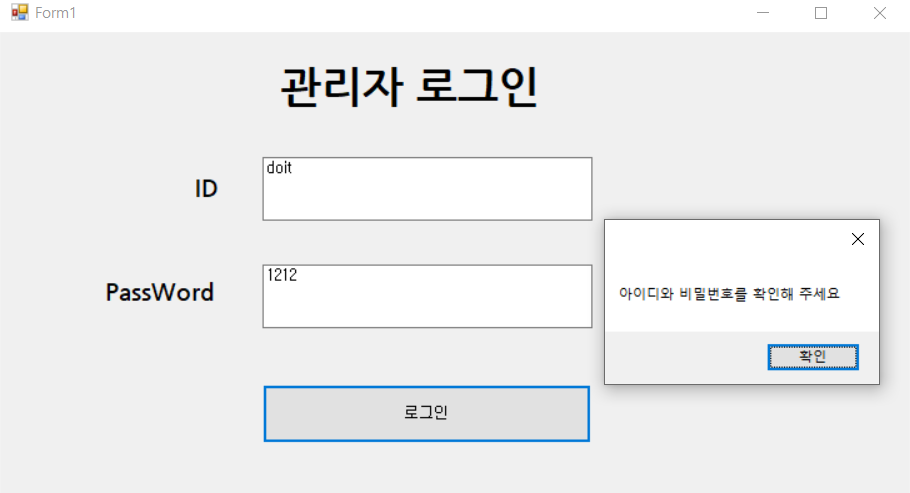 Form1
관리자 로그인
ID
doit
PassWord
1212
아이디와 비밀번호를 확인해 주세요
확인
로그인